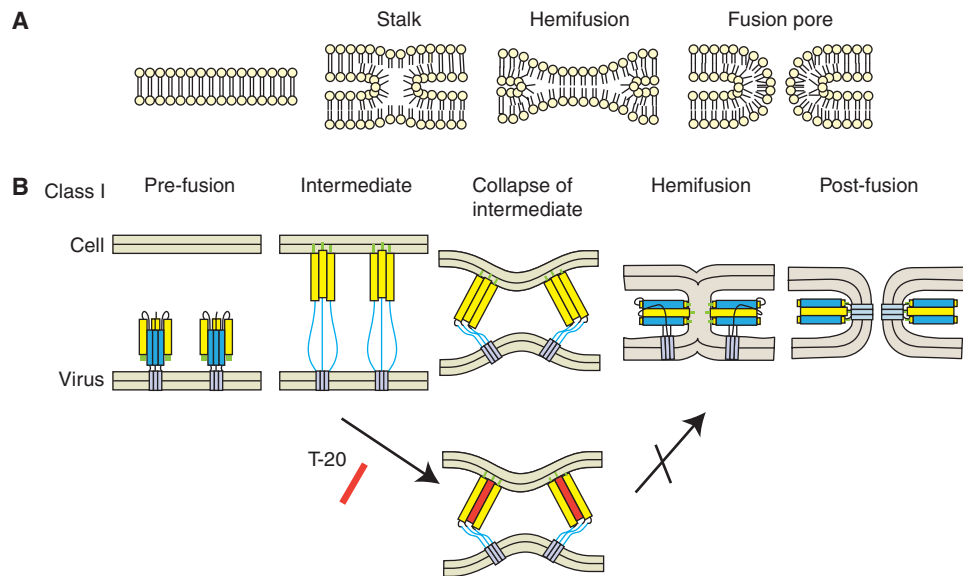 A
Stalk
Hemifusion
Fusion pore
B
Class I
Pre-fusion
Intermediate
Collapse of
intermediate
Hemifusion
Post-fusion
Cell
Virus
T-20